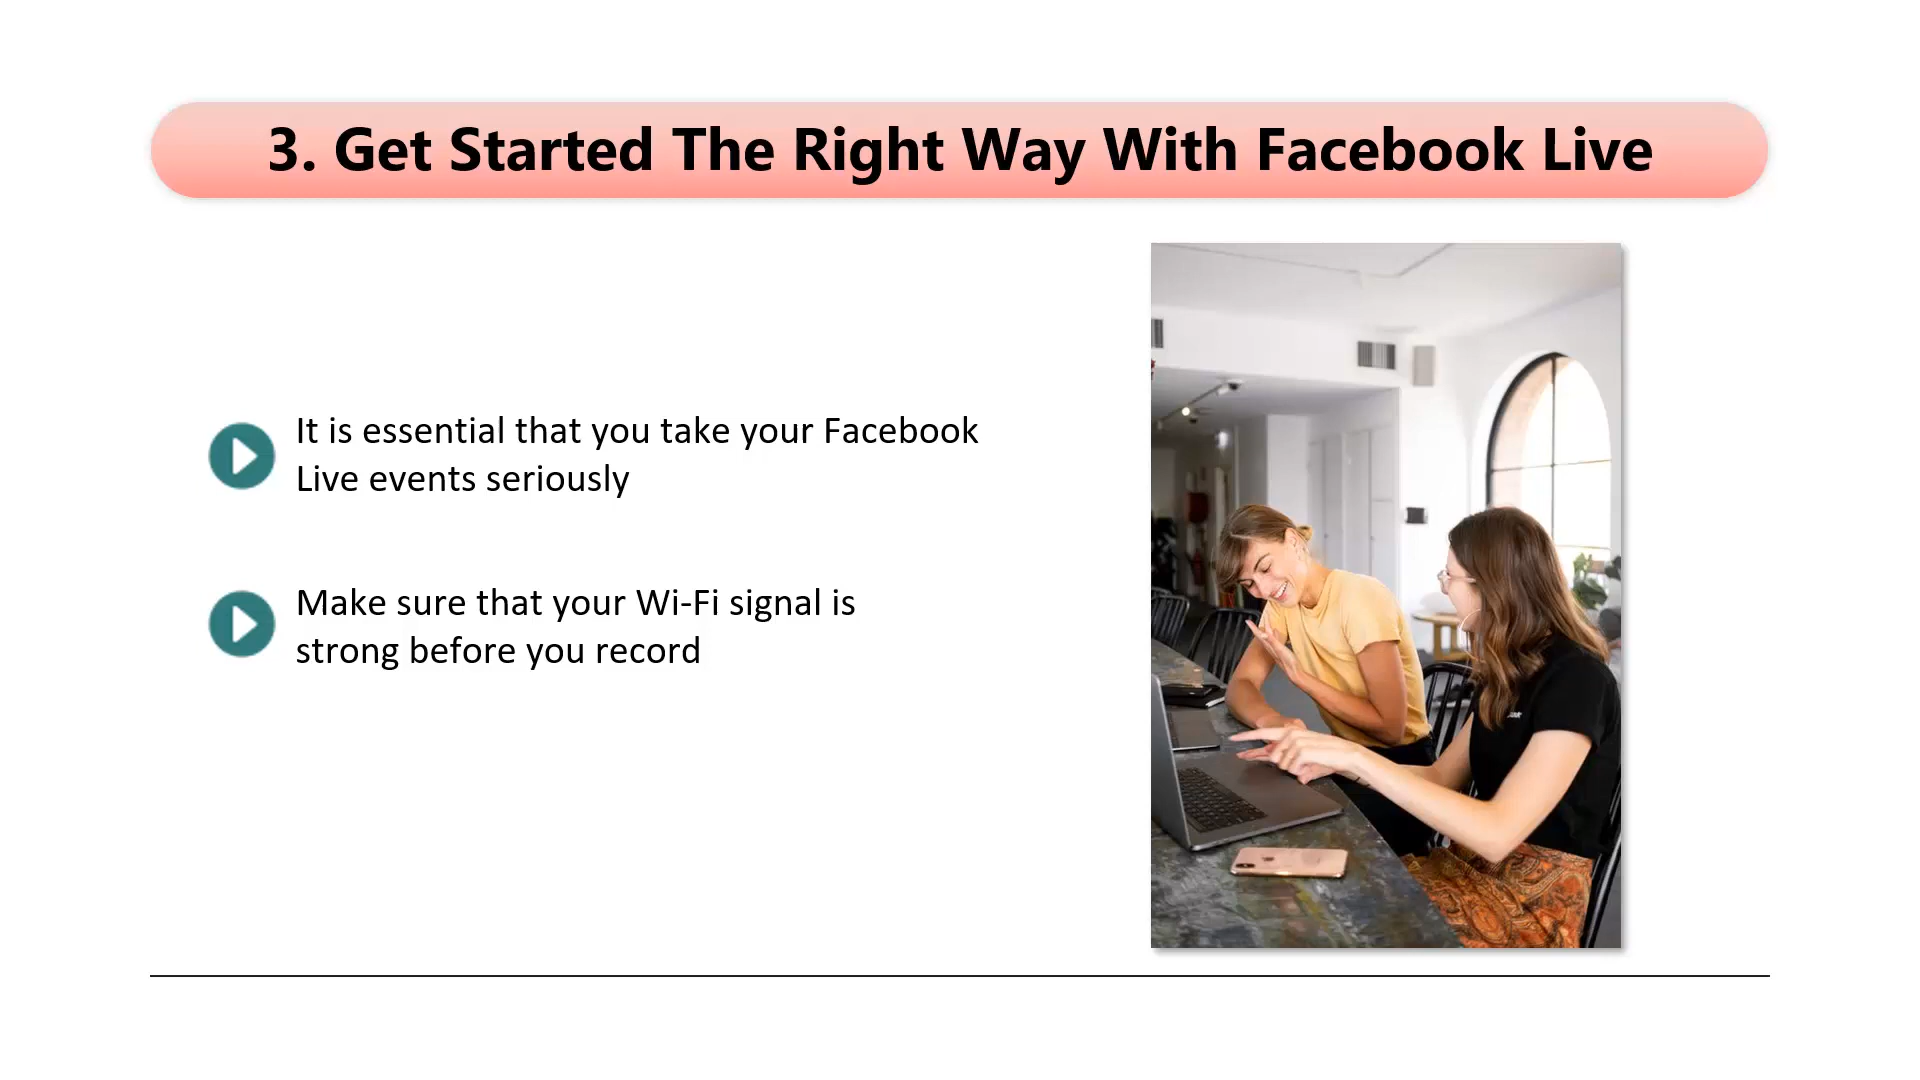 3. Get Started The Right Way With Facebook Live
It is essential that you take your Facebook
Live events seriously
Make sure that your Wi-Fi signal is
strong before you record